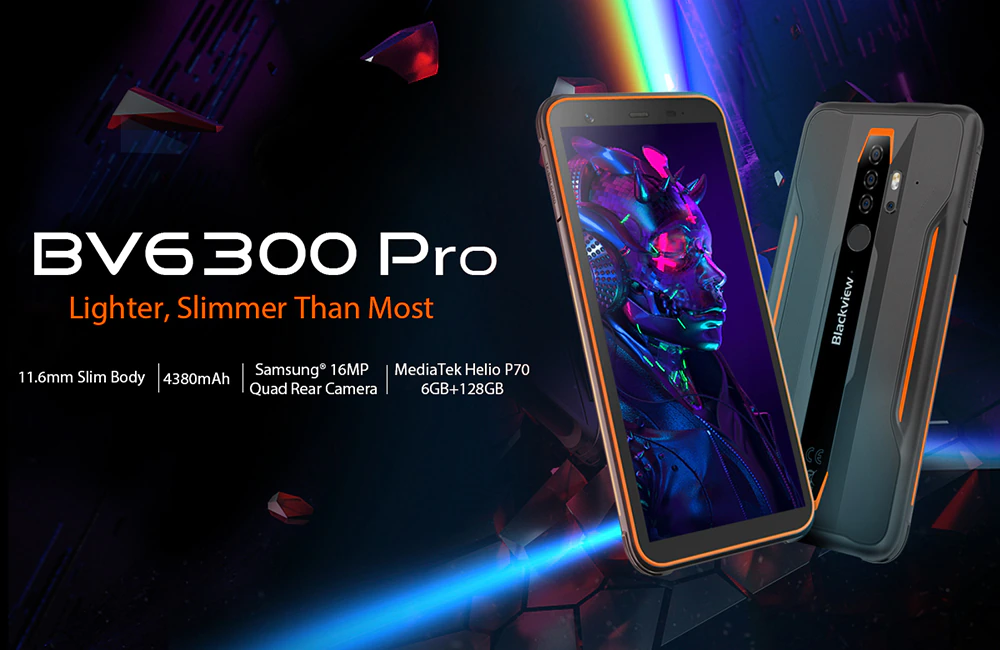 BV6300 Pro
Lighter, Slimmer Than Most
11.6mm Slim Body
4380mAh
Samsung® 16MP
Quad Rear Camera
MediaTek Helio P70
6GB+128GB
Blackview